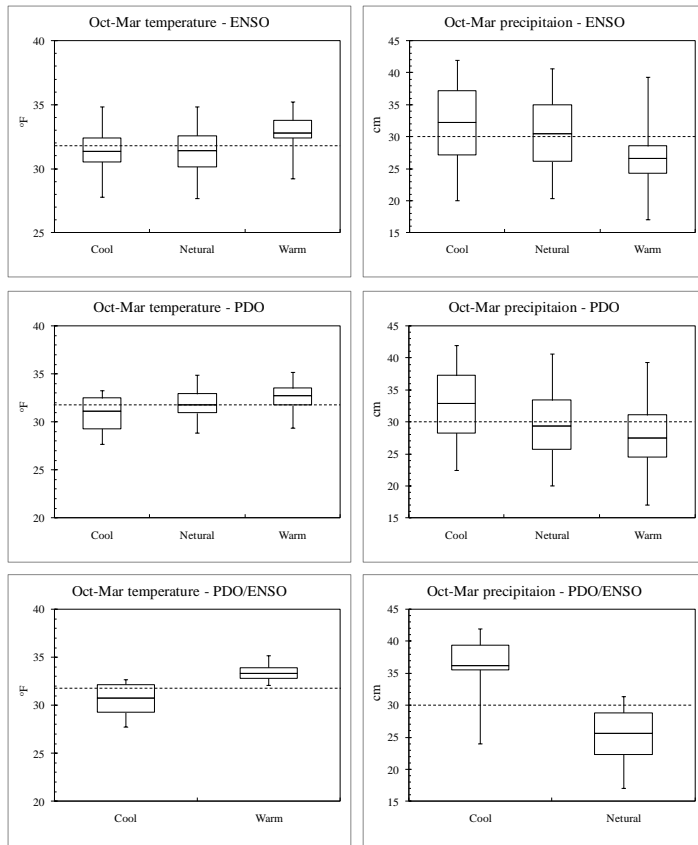 Oct-Mar temperature - ENSO
40
35
30
25
°F
Cool
Netural
Warm
Oct-Mar precipitaion - ENSO
45
40
35
30
25
20
15
cm
Cool
Netural
Warm
Oct-Mar temperature - PDO
40
35
30
25
20
°F
Cool
Netural
Warm
Oct-Mar precipitaion - PDO
45
40
35
30
25
20
15
cm
Cool
Netural
Warm
Oct-Mar temperature - PDO/ENSO
40
35
30
25
20
°F
Cool
Warm
Oct-Mar precipitaion - PDO/ENSO
45
40
35
30
25
20
15
cm
Cool
Netural